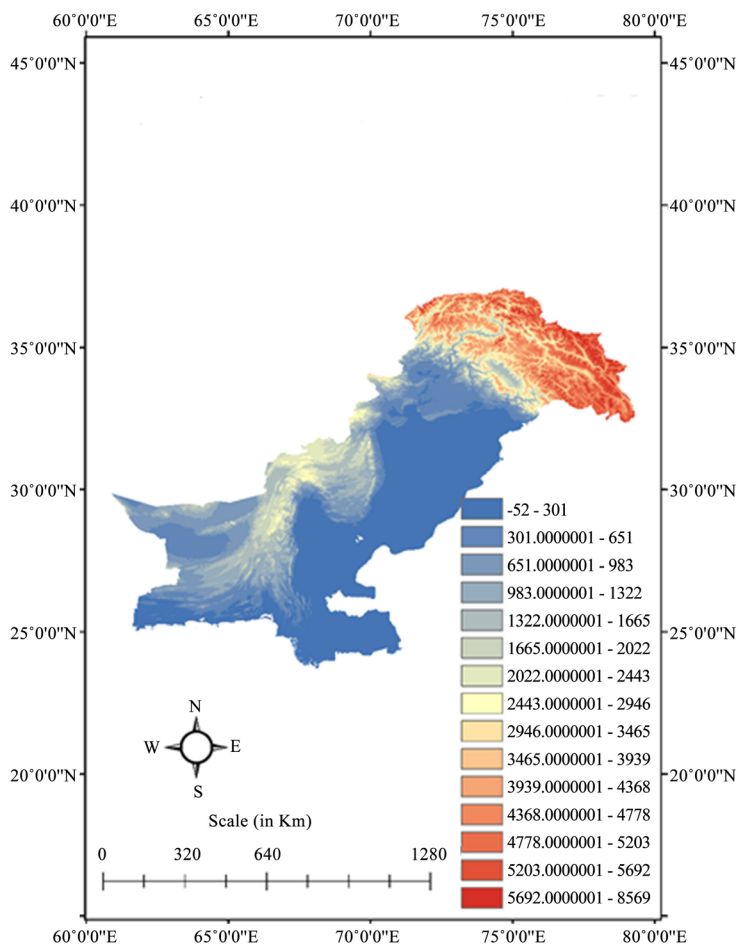 60°0'0"E 65°0'0"E 70°0'0"E 75°0'0"E 80°0'0"E
45°0'0"N 45°0'0"N
40°0'0"N 40°0'0"N
35°0'0"N 35°0'0"N
30°0'0"N 30°0'0"N
-52 - 301
301.0000001 - 651
651.0000001 - 983
983.0000001 - 1322
1322.0000001 - 1665
25°0'0"N 25°0'0"N
1665.0000001 - 2022
2022.0000001 - 2443
2443.0000001 - 2946
2946.0000001 - 3465
3465.0000001 - 3939
20°0'0"N 20°0'0"N
3939.0000001 - 4368
4368.0000001 - 4778
4778.0000001 - 5203
5203.0000001 - 5692
5692.0000001 - 8569
N
W E
S
Scale (in Km)
0 320 640 1280
60°0'0"E 65°0'0"E 70°0'0"E 75°0'0"E 80°0'0"E